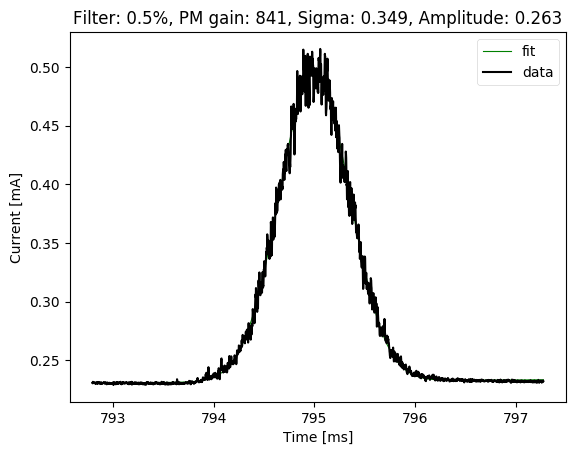 Filter: 0.5%, PM gain: 841, Sigma: 0.349, Amplitude: 0.263
fit
data
0.50
0.45
0.40
0.35
0.30
0.25
Current [mA]
793
794
795
796
797
Time [ms]